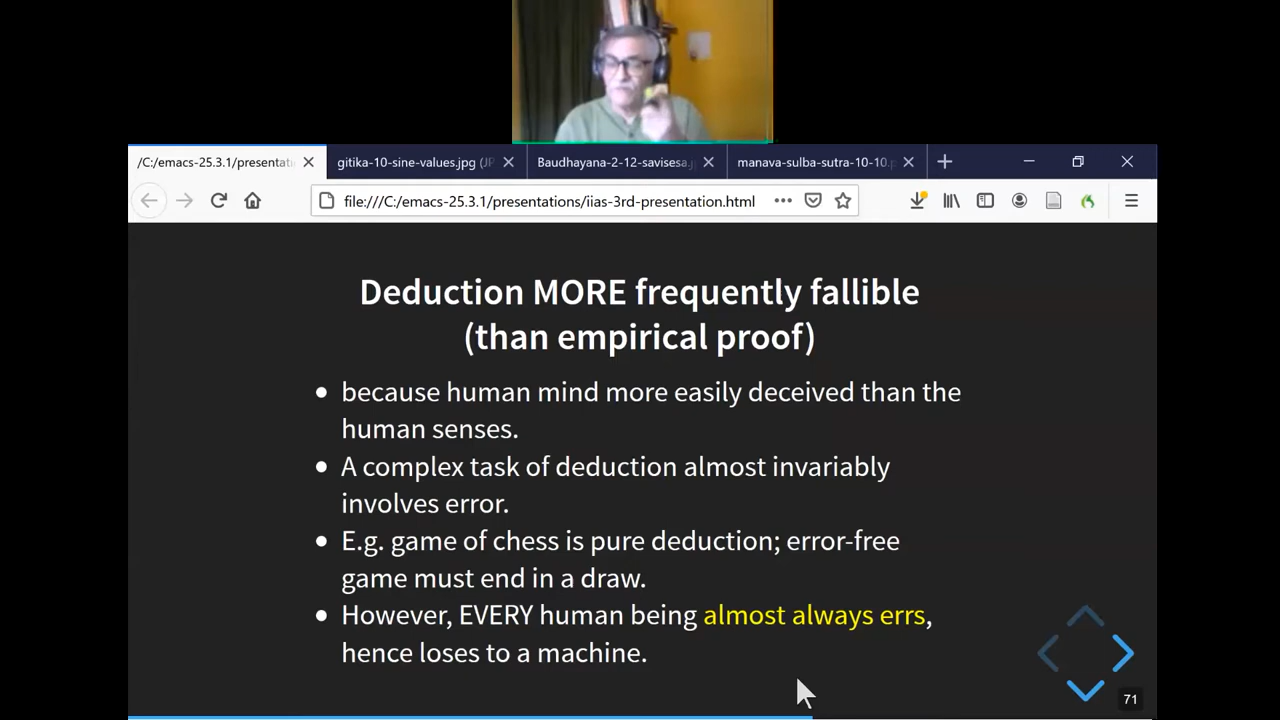 /C:/emacs-25.3.1/presentati
gitika-10-sine-values.jpg (JP
Baudhayana-2-12-savisesa.j
manava-sulba-sutra-10-10.p
file:///C:/emacs-25.3.1/presentations/iias-3rd-presentation.html
Deduction MORE frequently fallible
(than empirical proof)
• because human mind more easily deceived than the
human senses.
• A complex task of deduction almost invariably
involves error.
• E.g. game of chess is pure deduction; error-free
game must end in a draw.
• However, EVERY human being almost always errs,
hence loses to a machine.
71